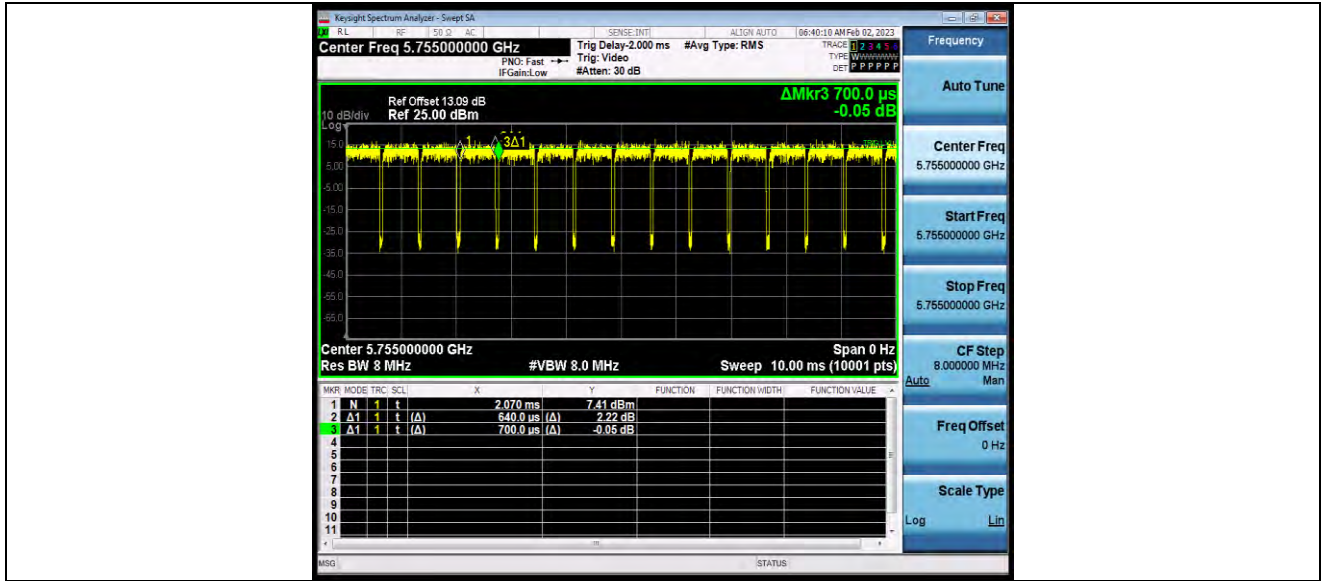 Keysight Spectrum Analyzer - Swept SA
RL RF 50 Ω AC SENSE:INT ALIGN AUTO 06:40:10 AM Feb 02, 2023
Center Freq 5.755000000 GHz
PNO: Fast
IFGain:Low
Trig Delay-2.000 ms
Trig: Video
#Atten: 30 dB
#Avg Type: RMS
TRACE 1 2 3 4 5 6
TYPE WWWWWW
DET P P P P P P
ΔMkr3 700.0 µs
-0.05 dB
Ref Offset 13.09 dB
10 dB/div Ref 25.00 dBm
Log
15.0
5.00
-5.00
-15.0
-25.0
-35.0
-45.0
-55.0
-65.0
1
3Δ1
Center 5.755000000 GHz Span 0 Hz
Res BW 8 MHz #VBW 8.0 MHz Sweep 10.00 ms (10001 pts)
MKR MODE TRC SCL X Y FUNCTION FUNCTION WIDTH FUNCTION VALUE
1 N 1 t 2.070 ms 7.41 dBm
2 Δ1 1 t (Δ) 640.0 µs (Δ) 2.22 dB
3 Δ1 1 t (Δ) 700.0 µs (Δ) -0.05 dB
4
5
6
7
8
9
10
11
MSG STATUS
Frequency
Auto Tune
Center Freq
5.755000000 GHz
Start Freq
5.755000000 GHz
Stop Freq
5.755000000 GHz
CF Step
8.000000 MHz
Auto Man
Freq Offset
0 Hz
Scale Type
Log Lin